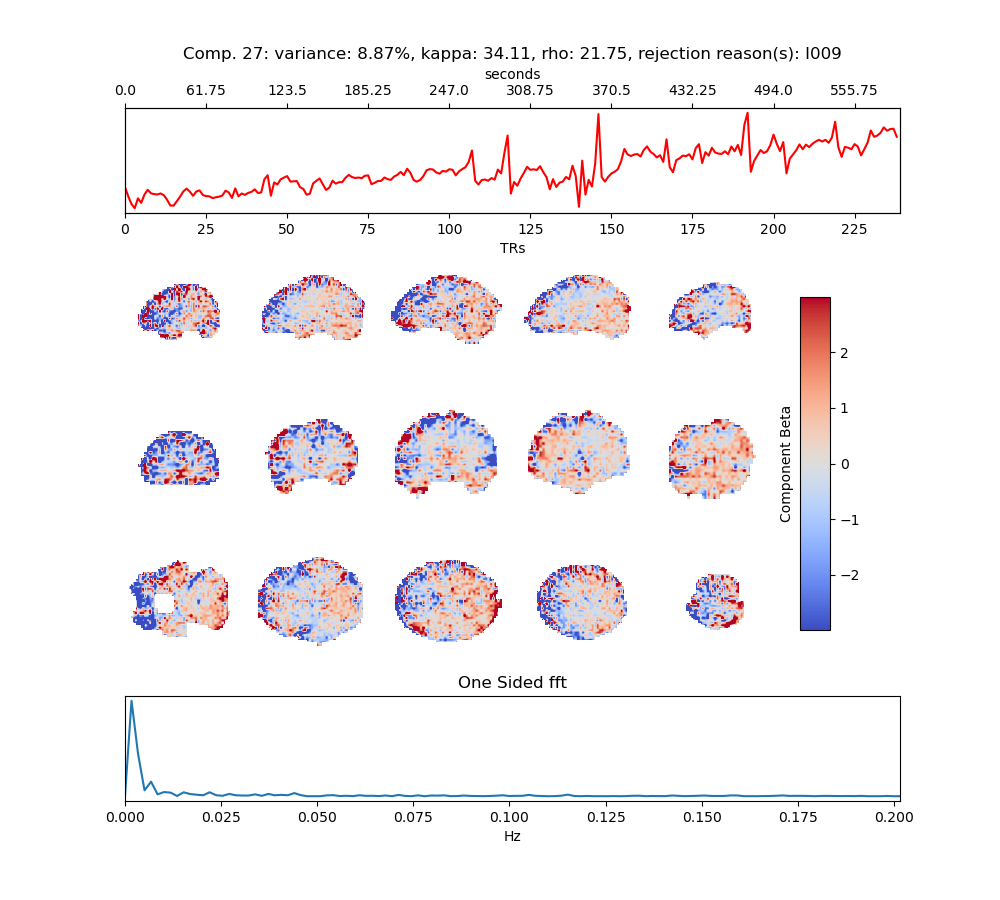 Comp. 27: variance: 8.87%, kappa: 34.11, rho: 21.75, rejection reason(s): I009
seconds
0.0 61.75 123.5 185.25 247.0 308.75 370.5 432.25 494.0 555.75
0 25 50 75 100 125 150 175 200 225
TRs
2
1
0
−1
−2
Component Beta
One Sided fft
0.000 0.025 0.050 0.075 0.100 0.125 0.150 0.175 0.200
Hz